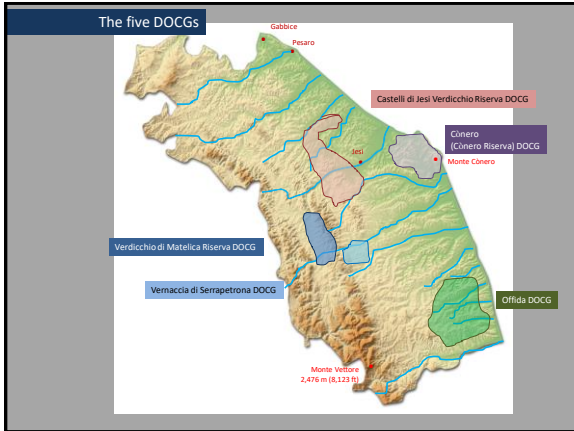 The five DOCGs
Gabbice
Pesaro
Castelli di Jesi Verdicchio Riserva DOCG
Cònero
(Cònero Riserva) DOCG
Jesi
Monte Cònero
Verdicchio di Matelica Riserva DOCG
Vernaccia di Serrapetrona DOCG
Offida DOCG
Monte Vettore
2,476 m (8,123 ft)